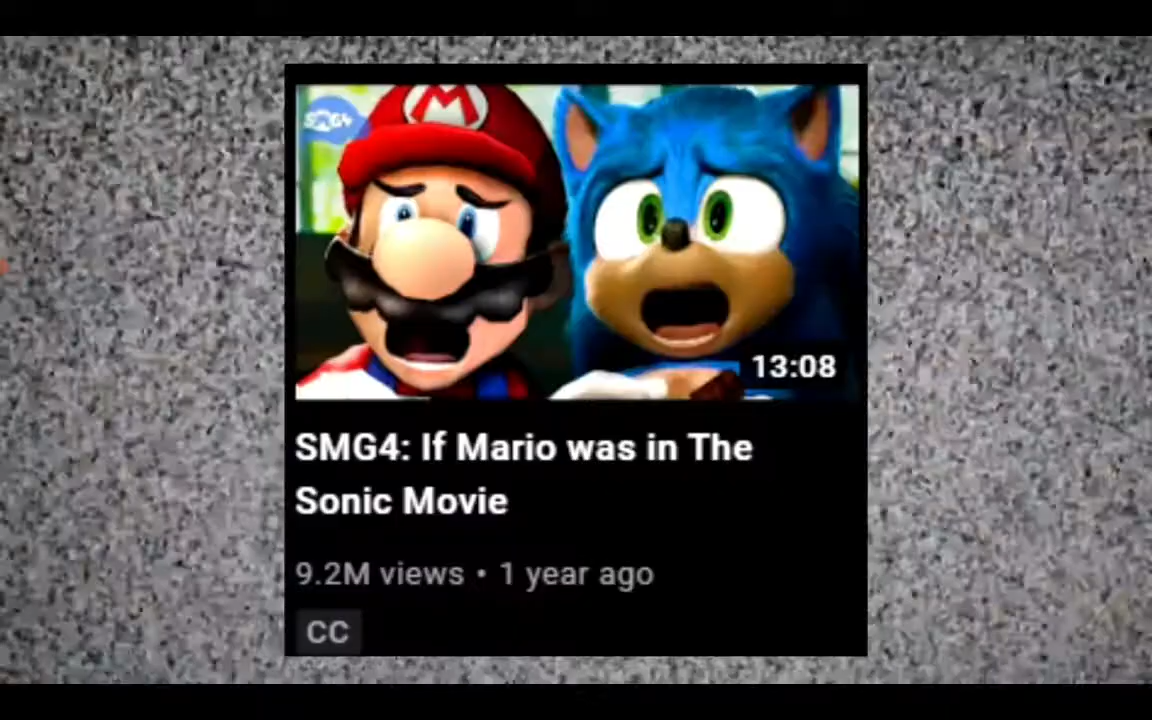 M
SMG4
13:08
SMG4: If Mario was in The
Sonic Movie
9.2M views • 1 year ago
CC